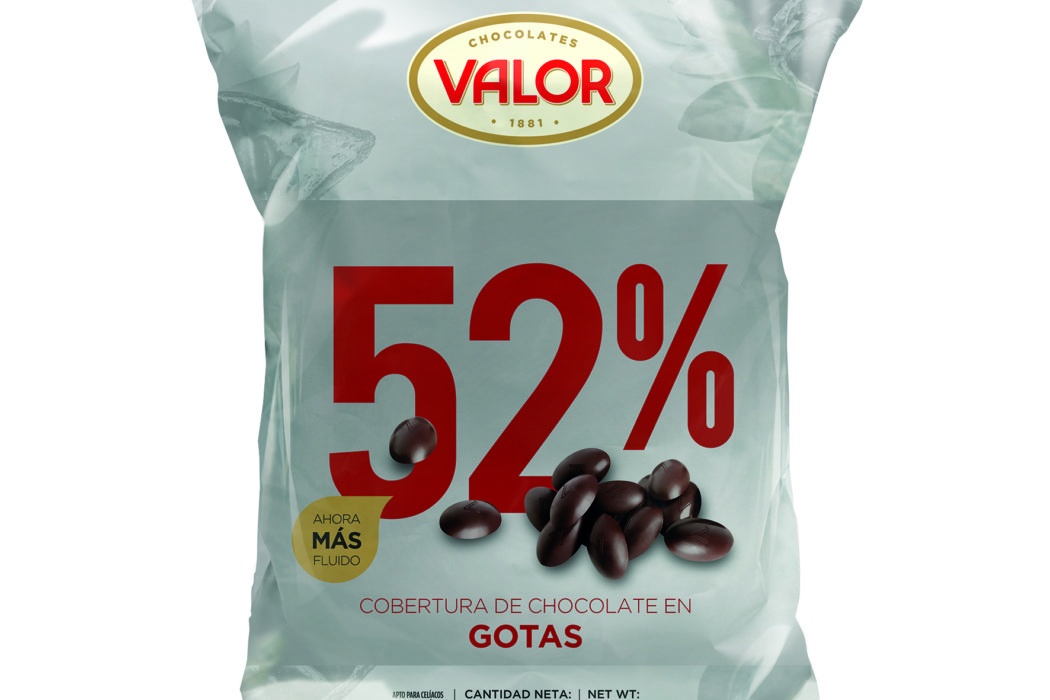 CHOCOLATES
VALOR
• 1881 •
52%
AHORA
MÁS
FLUIDO
COBERTURA DE CHOCOLATE EN
GOTAS
APTO PARA CELÍACOS | CANTIDAD NETA: | NET WT: